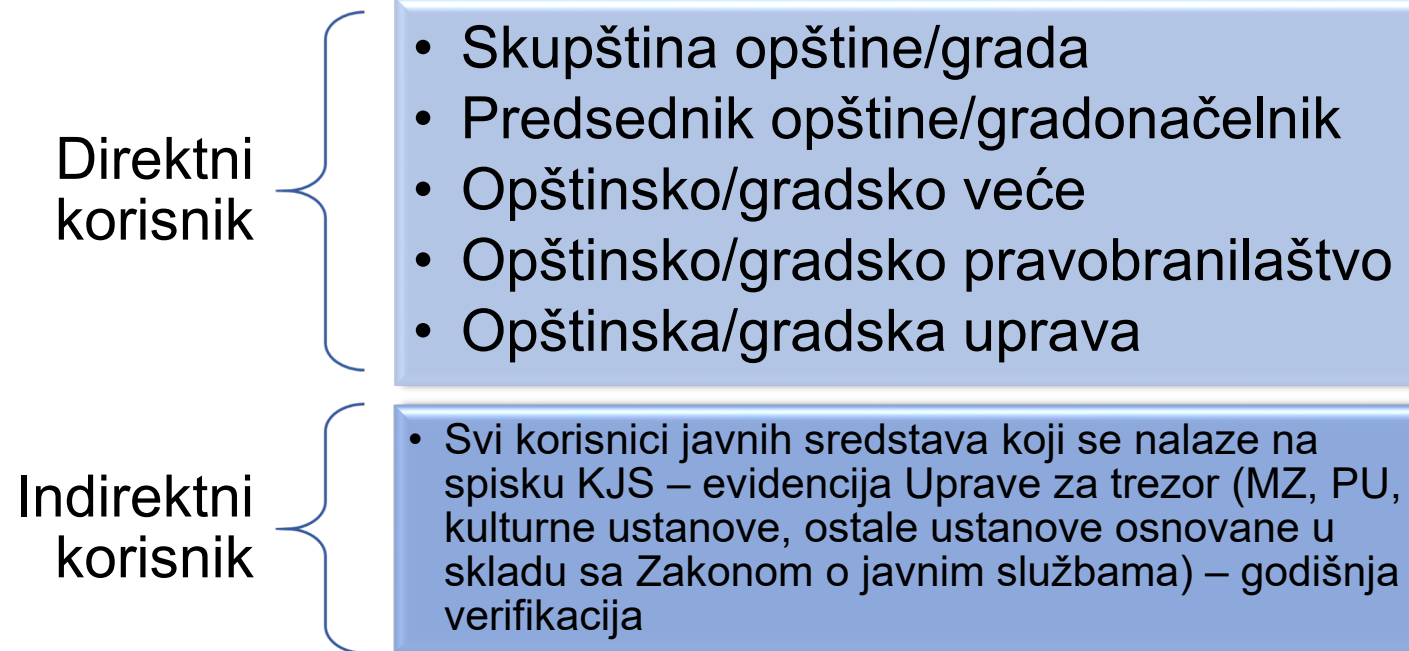 Direktni
korisnik
• Skupština opštine/grada
• Predsednik opštine/gradonačelnik
• Opštinsko/gradsko veće
• Opštinsko/gradsko pravobranilaštvo
• Opštinska/gradska uprava
Indirektni
korisnik
• Svi korisnici javnih sredstava koji se nalaze na
spisku KJS – evidencija Uprave za trezor (MZ, PU,
kulturne ustanove, ostale ustanove osnovane u
skladu sa Zakonom o javnim službama) – godišnja
verifikacija